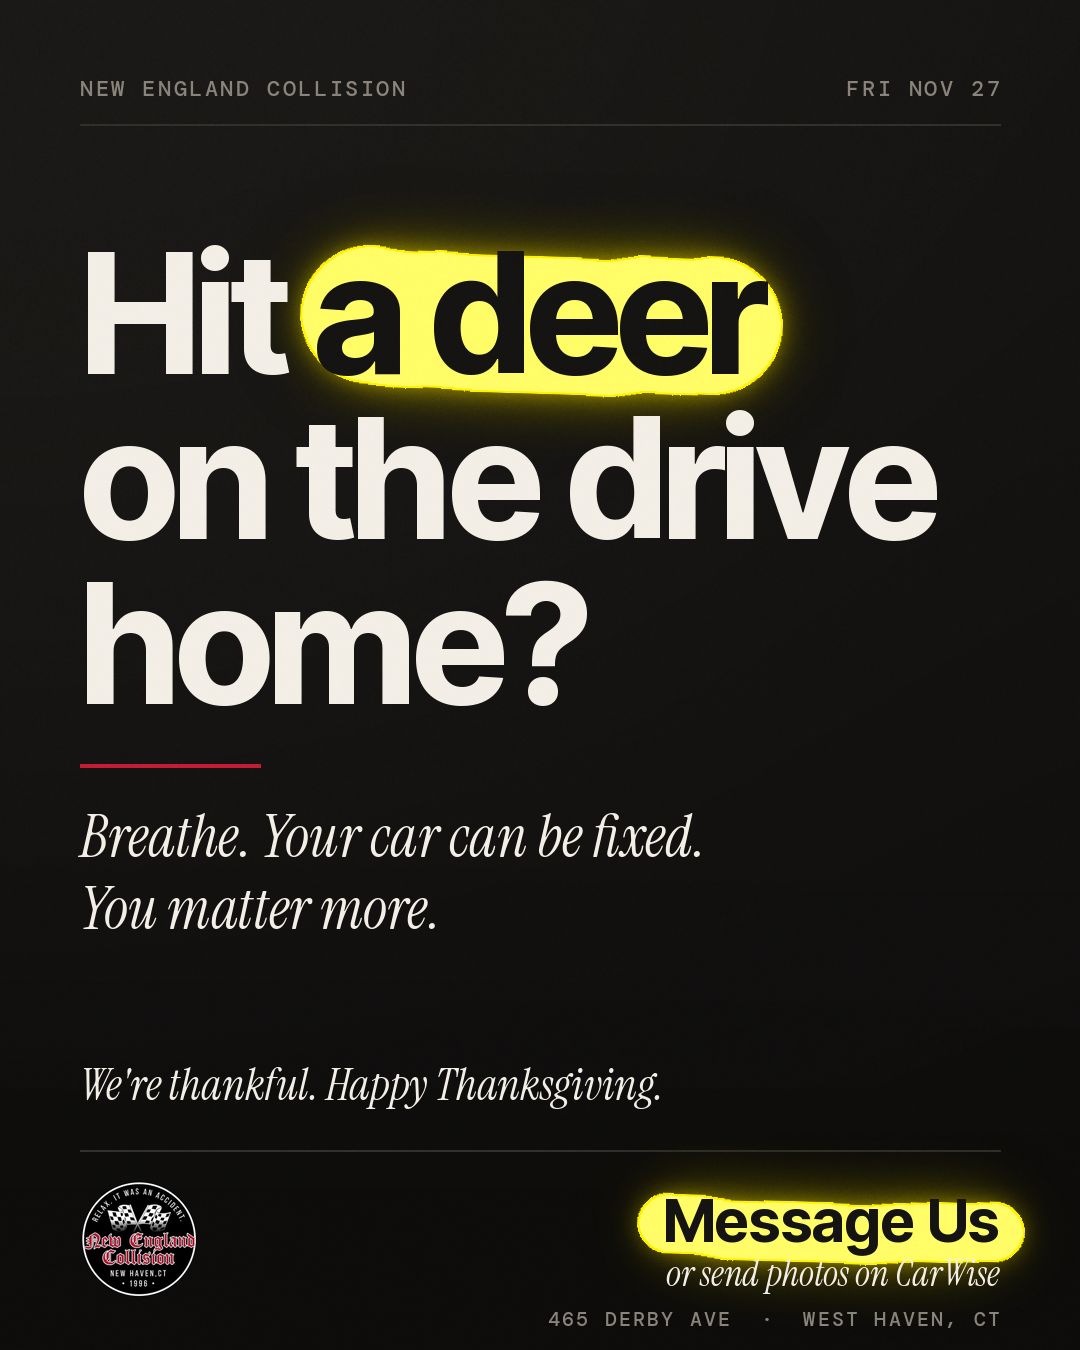 NEW ENGLAND COLLISION
FRI NOV 27
Hit a deer
on the drive
home?
Breathe. Your car can be fixed.
You matter more.
We're thankful. Happy Thanksgiving.
RELAX, IT WAS AN ACCIDENT.
New England
Collision
NEW HAVEN,CT
• 1996 •
Message Us
or send photos on CarWise
465 DERBY AVE · WEST HAVEN, CT